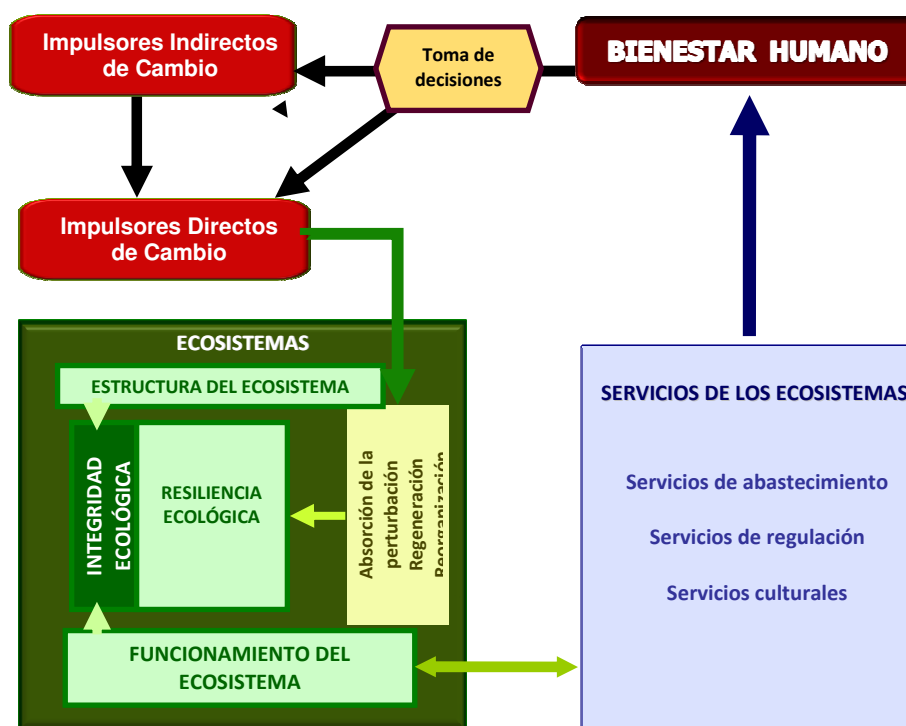 Impulsores Indirectos
de Cambio
Toma de
decisiones
BIENESTAR HUMANO
Impulsores Directos
de Cambio
ECOSISTEMAS
ESTRUCTURA DEL ECOSISTEMA
INTEGRIDAD
ECOLÓGICA
RESILIENCIA
ECOLÓGICA
Absorción de la
perturbación
Regeneración
Reorganización
FUNCIONAMIENTO DEL
ECOSISTEMA
SERVICIOS DE LOS ECOSISTEMAS
Servicios de abastecimiento
Servicios de regulación
Servicios culturales